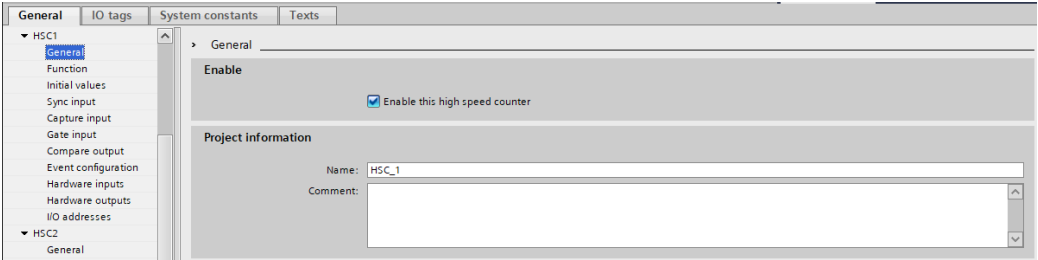 General IO tags System constants Texts
HSC1
General
Function
Initial values
Sync input
Capture input
Gate input
Compare output
Event configuration
Hardware inputs
Hardware outputs
I/O addresses
HSC2
General
General
Enable
Enable this high speed counter
Project information
Name: HSC_1
Comment: